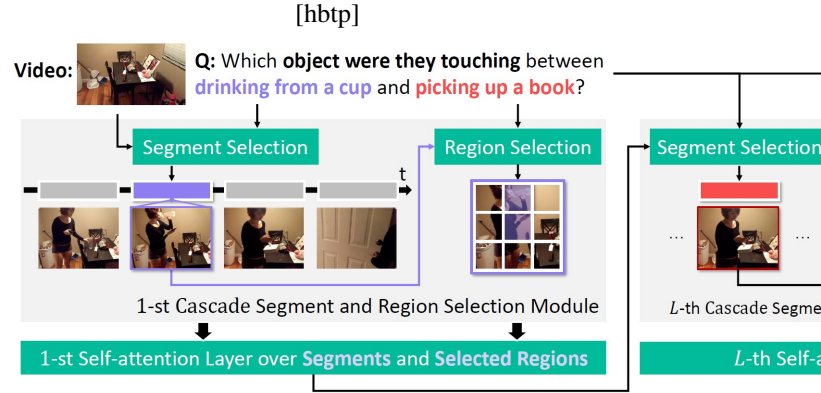 [hbtp]
Video:
Q: Which object were they touching between
drinking from a cup and picking up a book?
Segment Selection
Region Selection
Segment Selection
t
...
...
1-st Cascade Segment and Region Selection Module
L-th Cascade Segme
1-st Self-attention Layer over Segments and Selected Regions
L-th Self-a